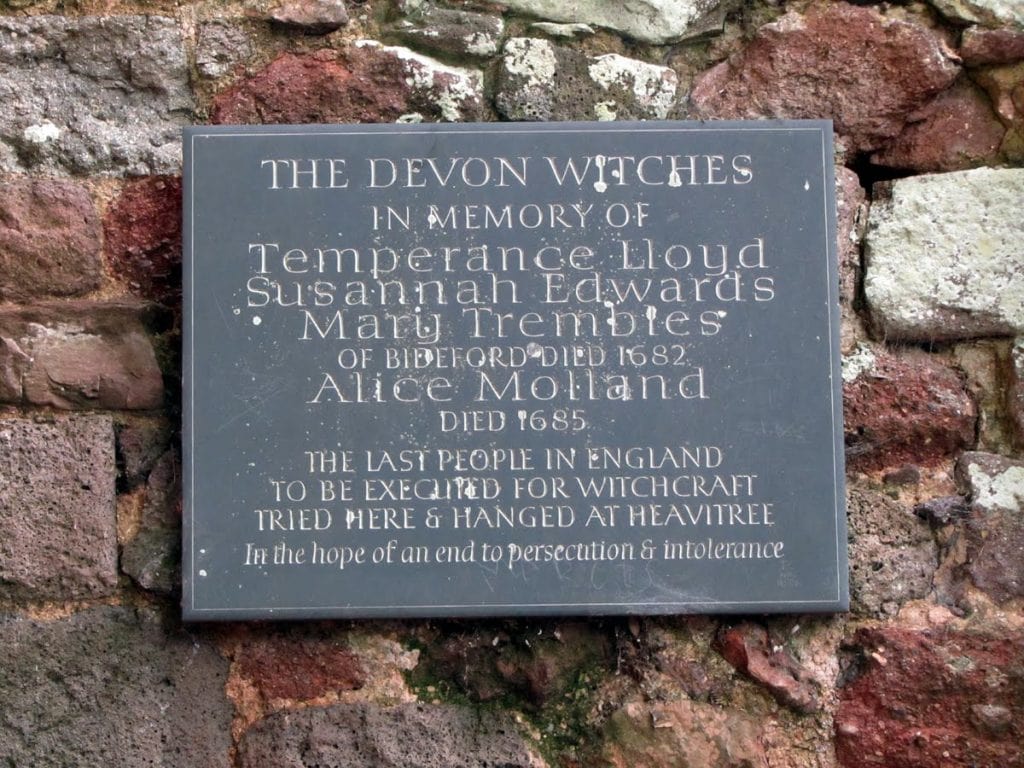 THE DEVON WITCHES
IN MEMORY OF
Temperance Lloyd
Susannah Edwards
Mary Trembles
OF BIDEFORD DIED 1682
Alice Molland
DIED 1685
THE LAST PEOPLE IN ENGLAND
TO BE EXECUTED FOR WITCHCRAFT
TRIED HERE & HANGED AT HEAVITREE
In the hope of an end to persecution & intolerance